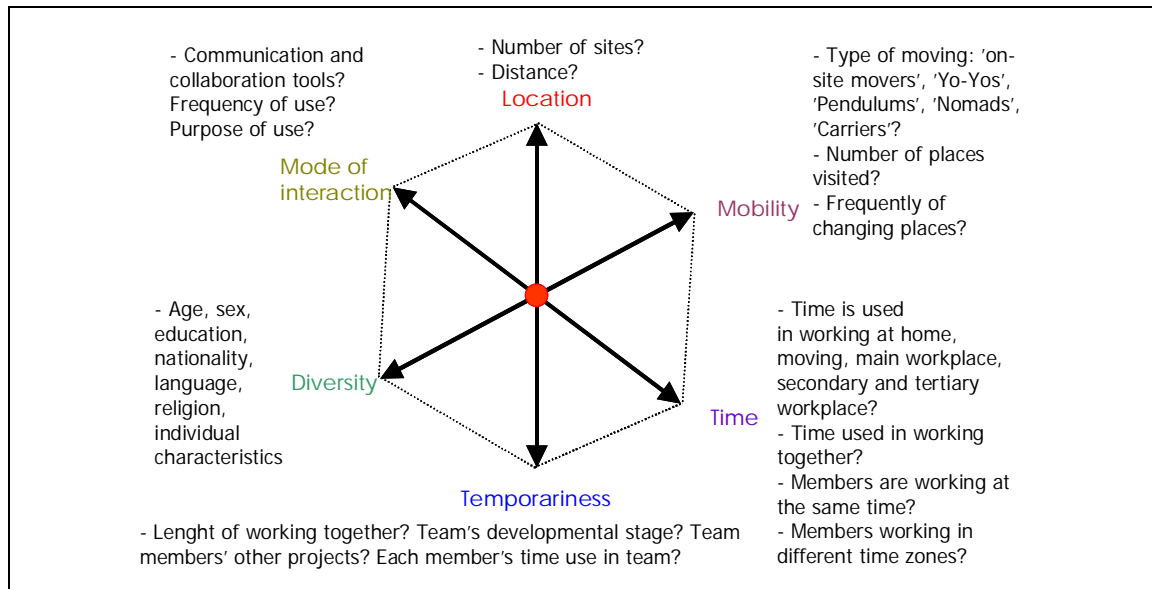 - Communication and
collaboration tools?
Frequency of use?
Purpose of use?
Mode of
interaction
- Number of sites?
- Distance?
Location
- Type of moving: 'on-
site movers', 'Yo-Yos',
'Pendulums', 'Nomads',
'Carriers'?
- Number of places
visited?
- Frequently of
changing places?
Mobility
- Age, sex,
education,
nationality,
language,
religion,
individual
characteristics
Diversity
- Time is used
in working at home,
moving, main workplace,
secondary and tertiary
workplace?
- Time used in working
together?
- Members are working at
the same time?
- Members working in
different time zones?
Time
Temporariness
- Lenght of working together? Team's developmental stage? Team
members' other projects? Each member's time use in team?